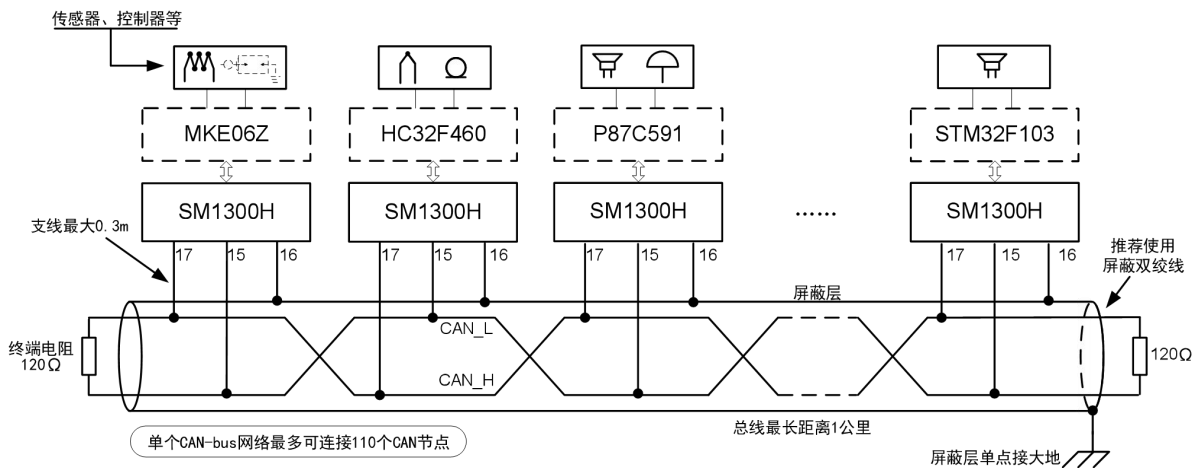 传感器、控制器等
MKE06Z
HC32F460
P87C591
STM32F103
SM1300H
SM1300H
SM1300H
......
SM1300H
支线最大0.3m
17 15 16
17 15 16
17 15 16
17 15 16
推荐使用
屏蔽双绞线
屏蔽层
CAN_L
终端电阻
120Ω
120Ω
CAN_H
总线最长距离1公里
单个CAN-bus网络最多可连接110个CAN节点
屏蔽层单点接大地